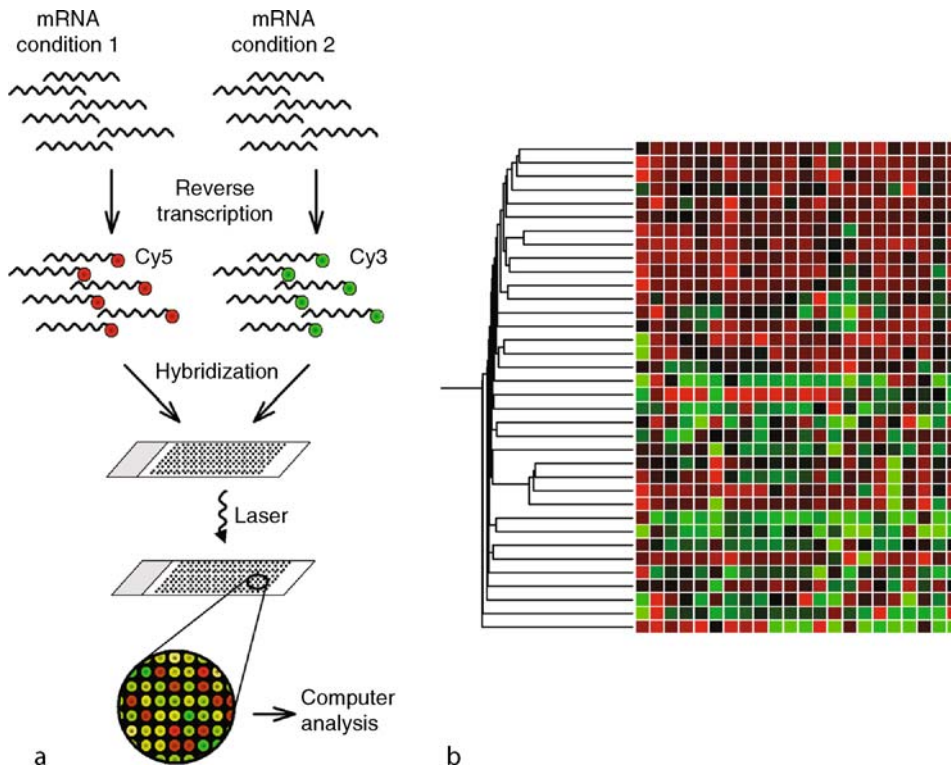 mRNA
condition 1
mRNA
condition 2
Reverse
transcription
Cy5
Cy3
Hybridization
Laser
Computer
analysis
a
b